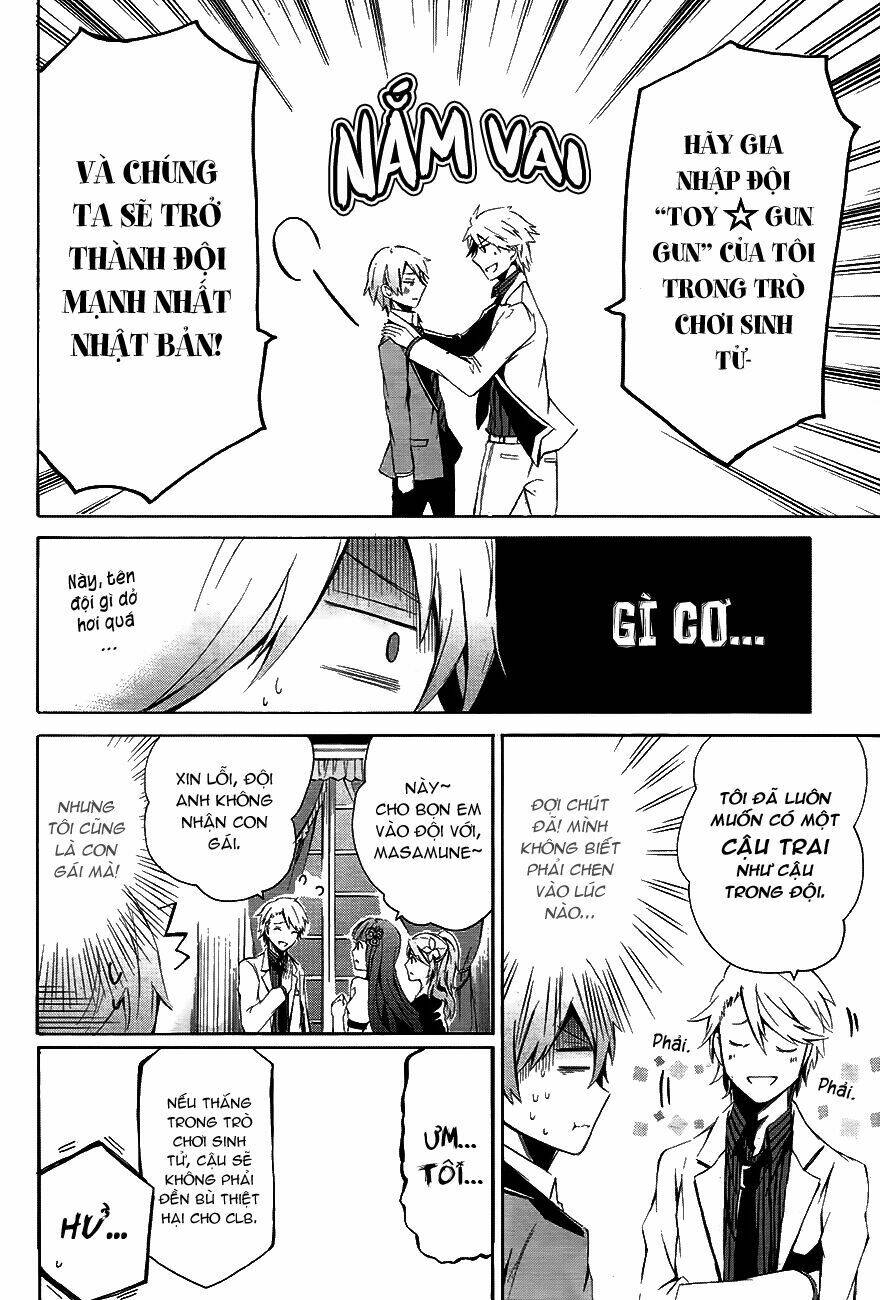 HÃY GIA
NHẬP ĐỘI
“TOY ☆ GUN
GUN” CỦA TÔI
TRONG TRÒ
CHƠI SINH
TỬ-
NẮM VAI
VÀ CHÚNG
TA SẼ TRỞ
THÀNH ĐỘI
MẠNH NHẤT
NHẬT BẢN!
GÌ CƠ...
Này, tên
đội gì dở
hơi quá
...
TÔI ĐÃ LUÔN
MUỐN CÓ MỘT
CẬU TRAI
NHƯ CẬU
TRONG ĐỘI.
Phải.
Phải.
ĐỢI CHÚT
ĐÃ! MÌNH
KHÔNG BIẾT
PHẢI CHEN
VÀO LÚC
NÀO...
NÀY~
CHO BỌN EM
VÀO ĐỘI VỚI,
MASAMUNE~
XIN LỖI, ĐỘI
ANH KHÔNG
NHẬN CON
GÁI.
NHƯNG
TÔI CŨNG
LÀ CON
GÁI MÀ!
ƯM...
TÔI...
NẾU THẮNG
TRONG TRÒ
CHƠI SINH
TỬ, CẬU SẼ
KHÔNG PHẢI
ĐỀN BÙ THIỆT
HẠI CHO CLB.
HỬ...